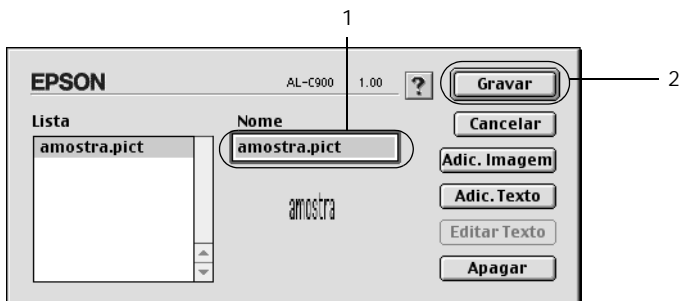 1
EPSON AL-C900 1.00 ? Gravar 2
Lista Nome Cancelar
amostra.pict amostra.pict
Adic. Imagem
amostra Adic. Texto
Editar Texto
Apagar